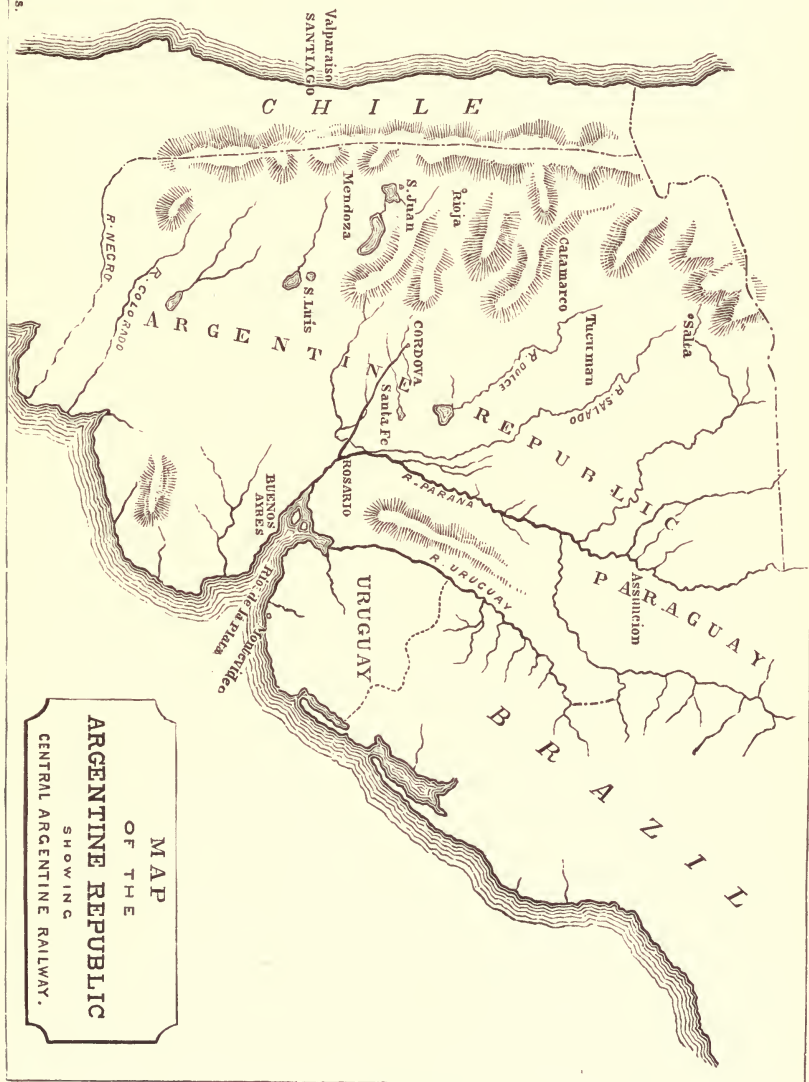 s.
Valparaiso
SANTIAGO
CHILE
Mendoza
S. Juan
Rioja
Catamarco
Tucuman
Salta
R. NEGRO
R. COLORADO
S. Luis
ARGENTINE REPUBLIC
CORDOVA
Santa Fe
R. DULCE
R. SALADO
ROSARIO
R. PARANA
BUENOS
AYRES
R. URUGUAY
URUGUAY
Rio de la Plata
Montevideo
PARAGUAY
Assuncion
BRAZIL
MAP
OF THE
ARGENTINE REPUBLIC
SHOWING
CENTRAL ARGENTINE RAILWAY.